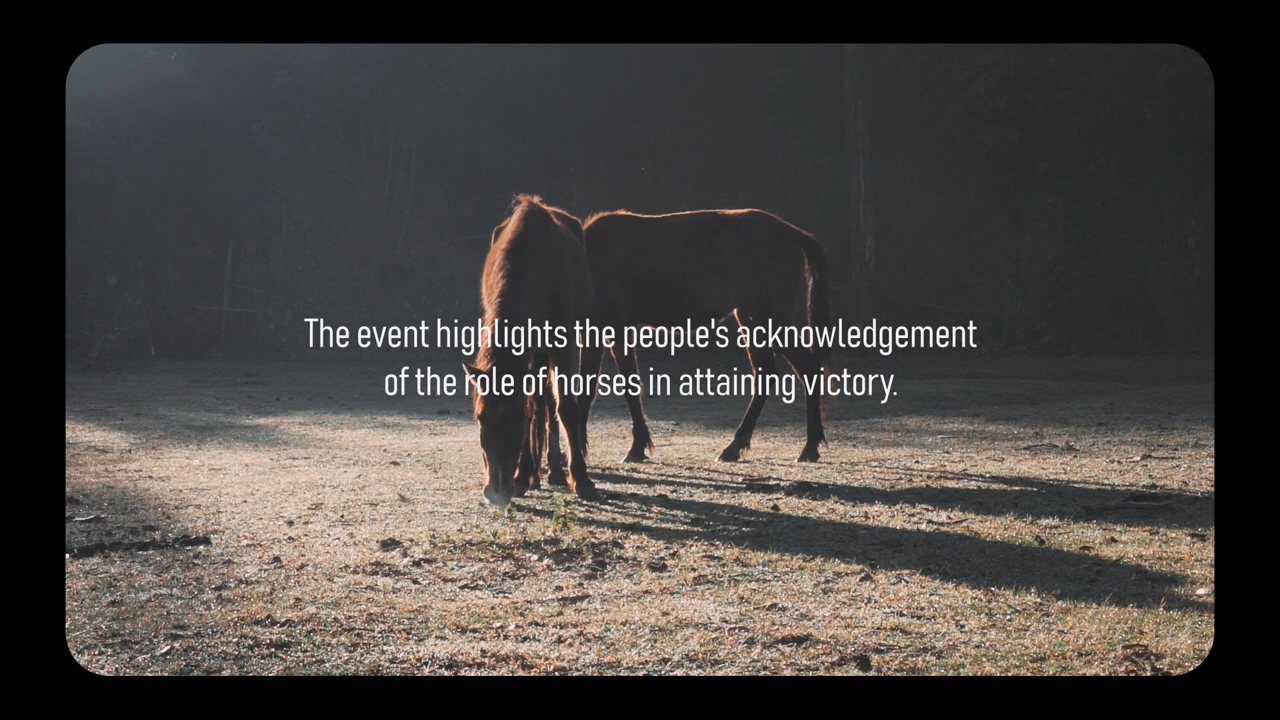 The event highlights the people's acknowledgement
of the role of horses in attaining victory.